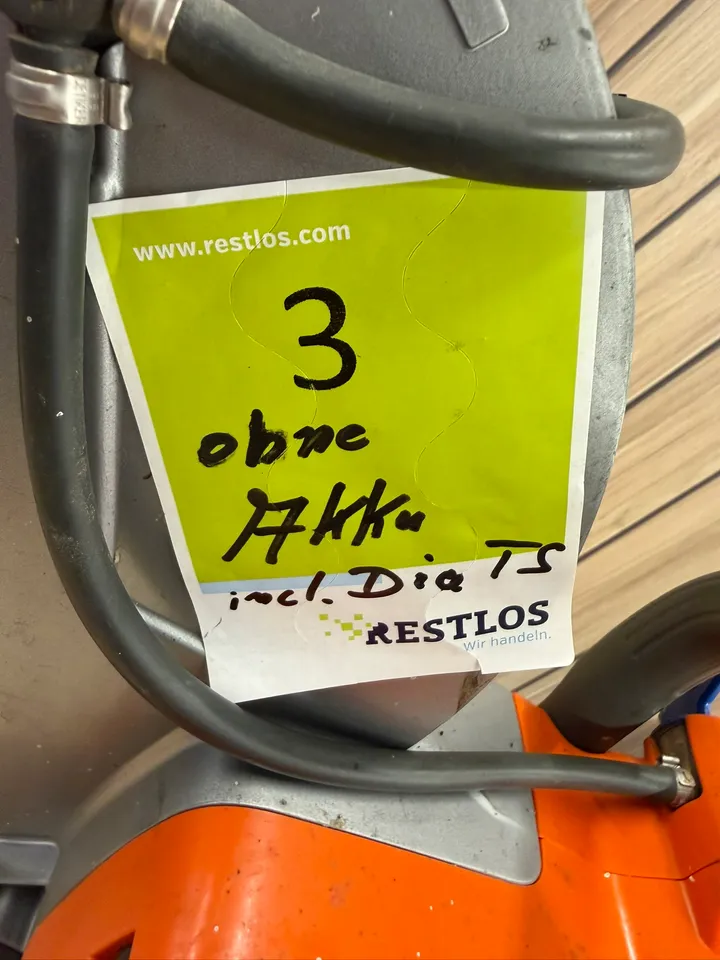 www.restlos.com
3
ohne
Akku
incl. Dia TS
RESTLOS
Wir handeln.